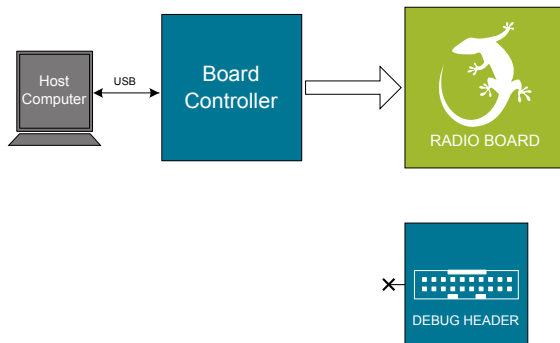 Host
Computer
USB
Board
Controller
RADIO BOARD
DEBUG HEADER